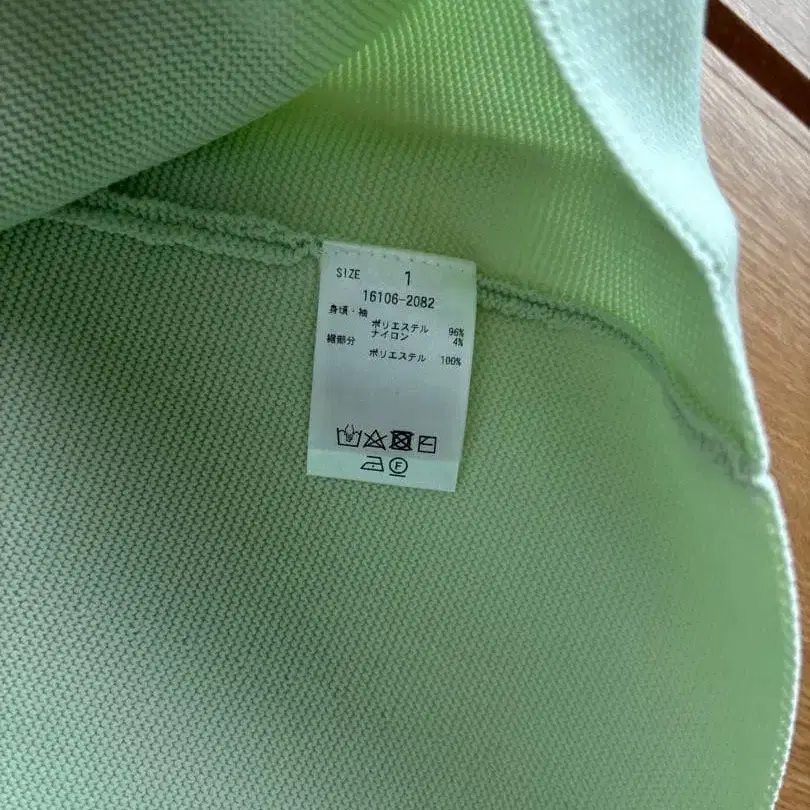 SIZE 1
16106-2082
身頃・袖
ポリエステル 96%
ナイロン 4%
裾部分
ポリエステル 100%
F